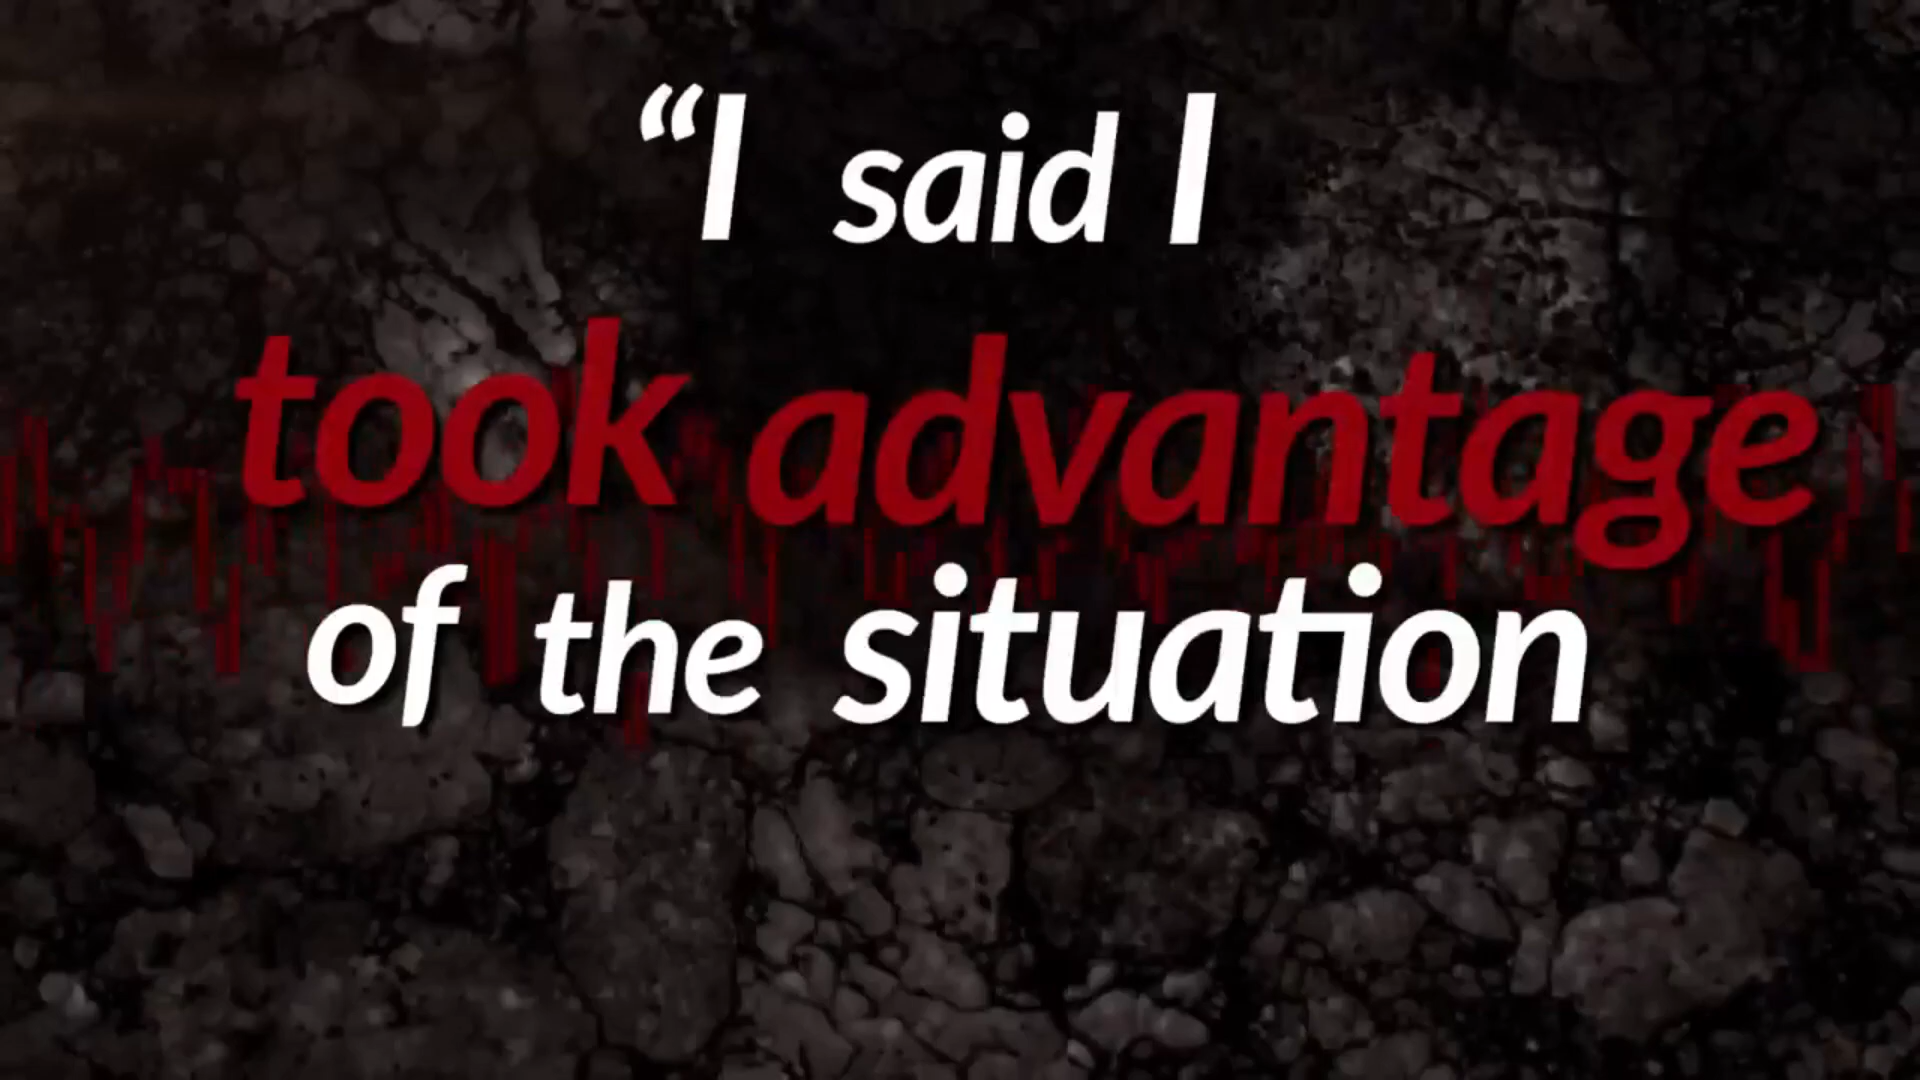 “I said I
took advantage
of the situation